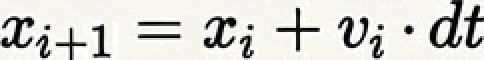 x_{i+1} = x_i + v_i · dt